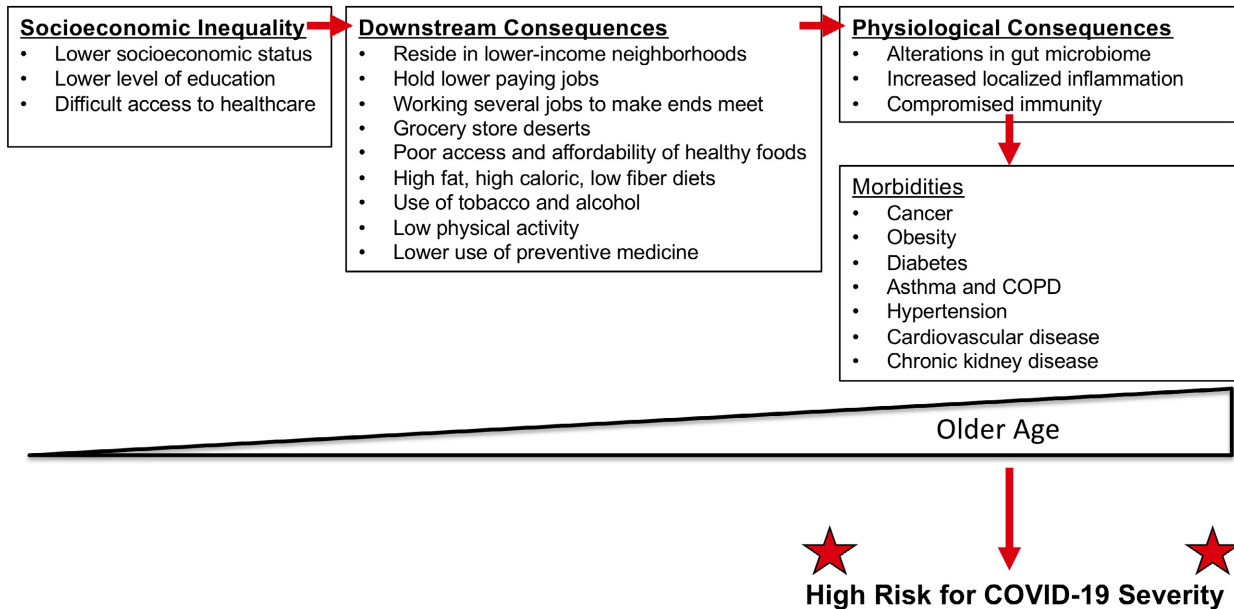 Socioeconomic Inequality
• Lower socioeconomic status
• Lower level of education
• Difficult access to healthcare
Downstream Consequences
• Reside in lower-income neighborhoods
• Hold lower paying jobs
• Working several jobs to make ends meet
• Grocery store deserts
• Poor access and affordability of healthy foods
• High fat, high caloric, low fiber diets
• Use of tobacco and alcohol
• Low physical activity
• Lower use of preventive medicine
Physiological Consequences
• Alterations in gut microbiome
• Increased localized inflammation
• Compromised immunity
Morbidities
• Cancer
• Obesity
• Diabetes
• Asthma and COPD
• Hypertension
• Cardiovascular disease
• Chronic kidney disease
Older Age
High Risk for COVID-19 Severity